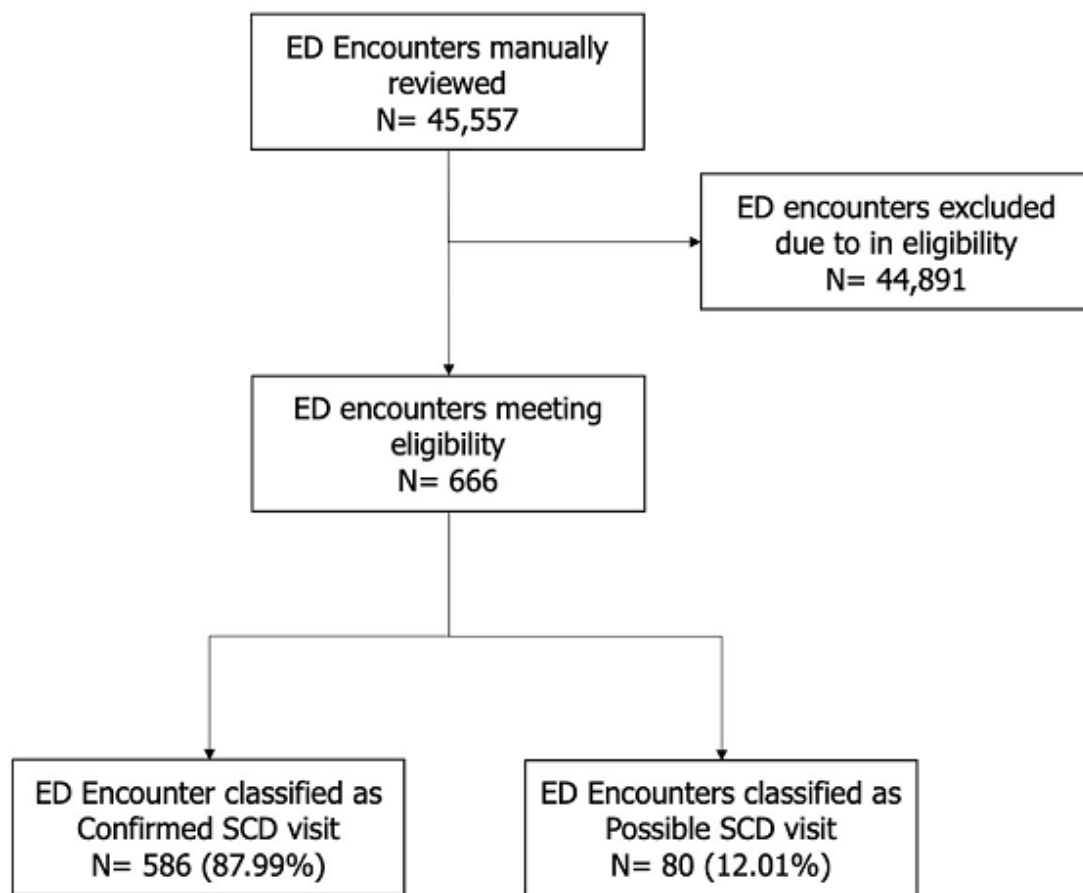 ED Encounters manually
reviewed
N= 45,557
ED encounters excluded
due to in eligibility
N= 44,891
ED encounters meeting
eligibility
N= 666
ED Encounter classified as
Confirmed SCD visit
N= 586 (87.99%)
ED Encounters classified as
Possible SCD visit
N= 80 (12.01%)